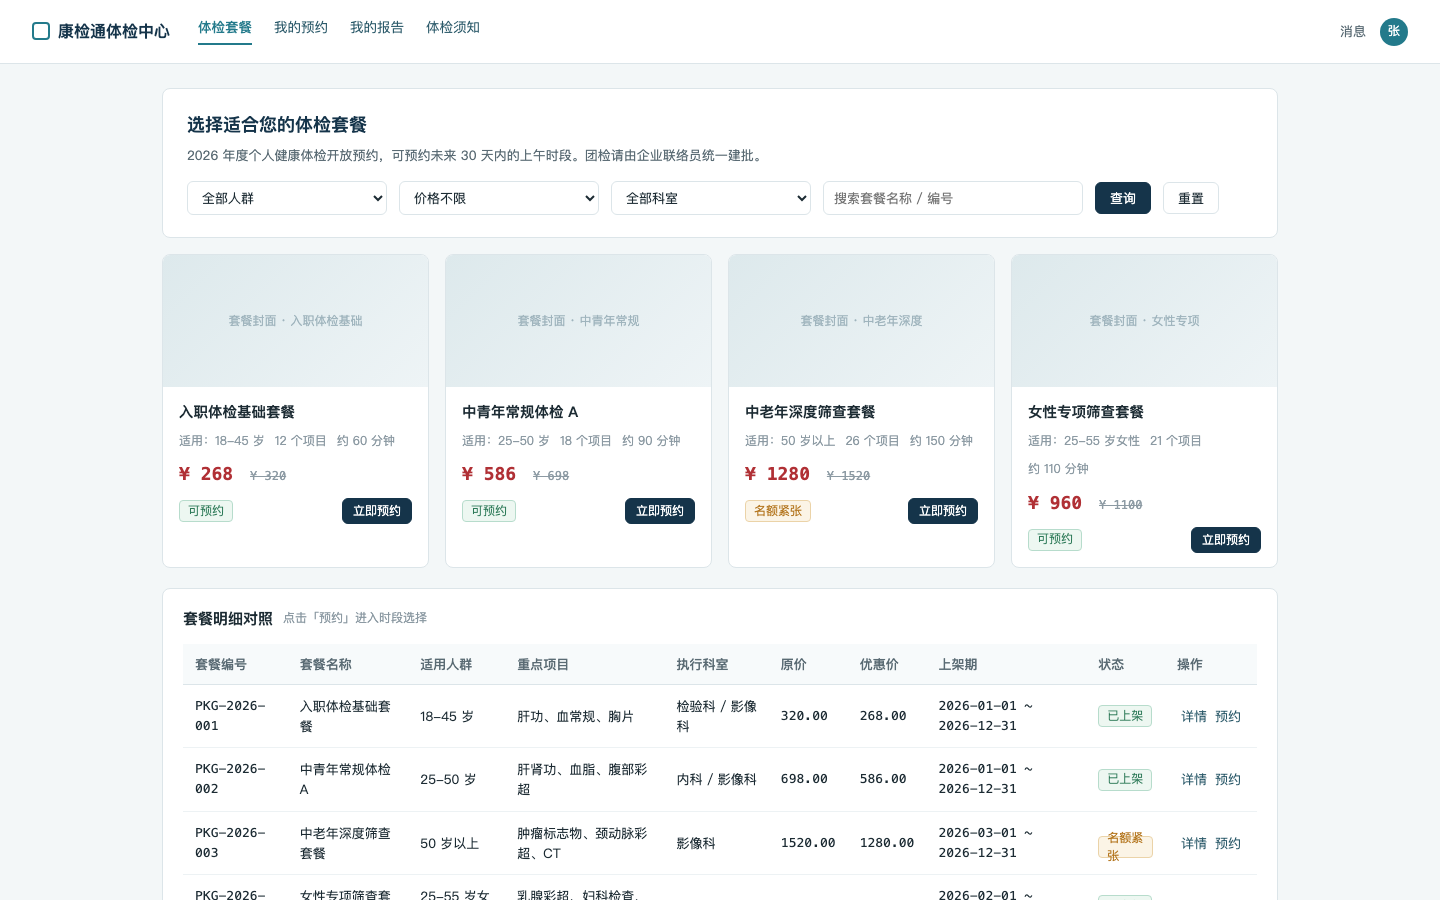 康检通体检中心
体检套餐 我的预约 我的报告 体检须知
消息 张
选择适合您的体检套餐
2026 年度个人健康体检开放预约，可预约未来 30 天内的上午时段。团检请由企业联络员统一建批。
全部人群 价格不限 全部科室 搜索套餐名称 / 编号 查询 重置
套餐封面 · 入职体检基础
入职体检基础套餐
适用：18–45 岁 12 个项目 约 60 分钟
¥ 268 ¥ 320
可预约 立即预约
套餐封面 · 中青年常规
中青年常规体检 A
适用：25–50 岁 18 个项目 约 90 分钟
¥ 586 ¥ 698
可预约 立即预约
套餐封面 · 中老年深度
中老年深度筛查套餐
适用：50 岁以上 26 个项目 约 150 分钟
¥ 1280 ¥ 1520
名额紧张 立即预约
套餐封面 · 女性专项
女性专项筛查套餐
适用：25–55 岁女性 21 个项目
约 110 分钟
¥ 960 ¥ 1100
可预约 立即预约
套餐明细对照 点击「预约」进入时段选择
套餐编号 套餐名称 适用人群 重点项目 执行科室 原价 优惠价 上架期 状态 操作
PKG-2026-001 入职体检基础套餐 18–45 岁 肝功、血常规、胸片 检验科 / 影像科 320.00 268.00 2026-01-01 ~ 2026-12-31 已上架 详情 预约
PKG-2026-002 中青年常规体检 A 25–50 岁 肝肾功、血脂、腹部彩超 内科 / 影像科 698.00 586.00 2026-01-01 ~ 2026-12-31 已上架 详情 预约
PKG-2026-003 中老年深度筛查套餐 50 岁以上 肿瘤标志物、颈动脉彩超、CT 影像科 1520.00 1280.00 2026-03-01 ~ 2026-12-31 名额紧张 详情 预约
PKG-2026- 女性专项筛查套 25–55 岁女 乳腺彩超、妇科检查、 2026-02-01 ~